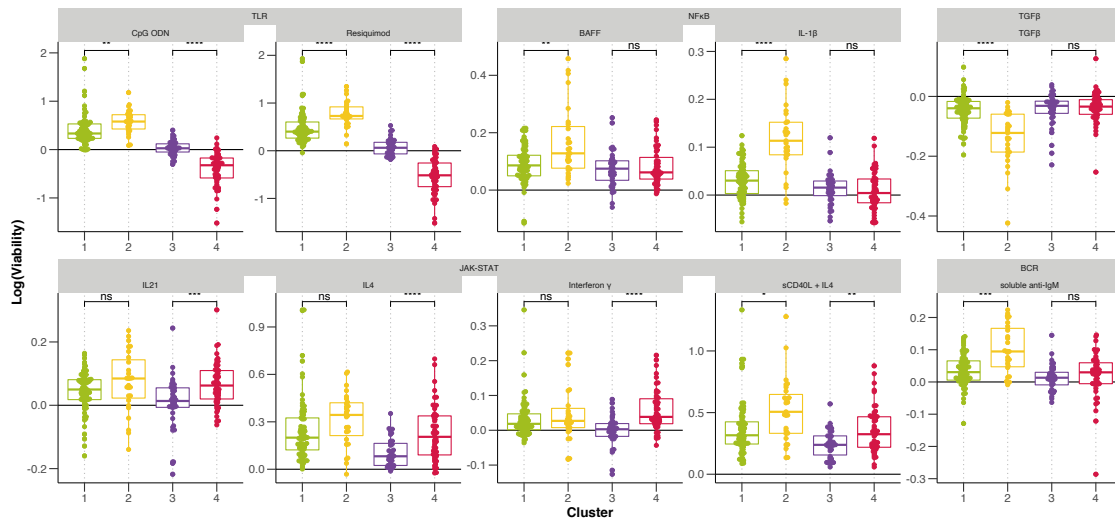 TLR NFκB TGFβ
CpG ODN Resiquimod BAFF IL-1β TGFβ
** **** **** **** ** ns **** ns **** ns
2 1 0 -1
2 1 0 -1
0.4 0.2 0.0
0.3 0.2 0.1 0.0
0.0 -0.2 -0.4
1 2 3 4 1 2 3 4 1 2 3 4 1 2 3 4 1 2 3 4
Log(Viability)
JAK-STAT BCR
IL21 IL4 Interferon γ sCD40L + IL4 soluble anti-IgM
ns *** ns **** ns **** * ** *** ns
0.2 0.0 -0.2
0.9 0.6 0.3 0.0
0.3 0.2 0.1 0.0 -0.1
1.0 0.5 0.0
0.2 0.1 0.0 -0.1 -0.2 -0.3
1 2 3 4 1 2 3 4 1 2 3 4 1 2 3 4 1 2 3 4
Cluster